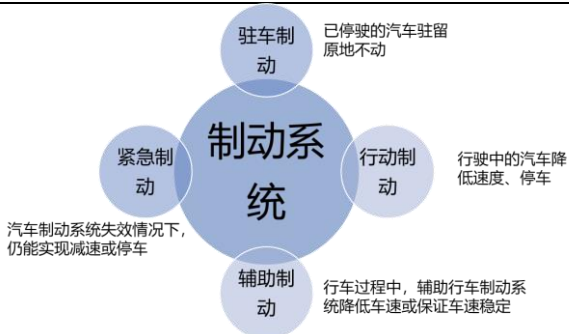 驻车制
动
已停驶的汽车驻留
原地不动
制动系
统
紧急制
动
汽车制动系统失效情况下，
仍能实现减速或停车
行动制
动
行驶中的汽车降
低速度、停车
辅助制
动
行车过程中，辅助行车制动系
统降低车速或保证车速稳定